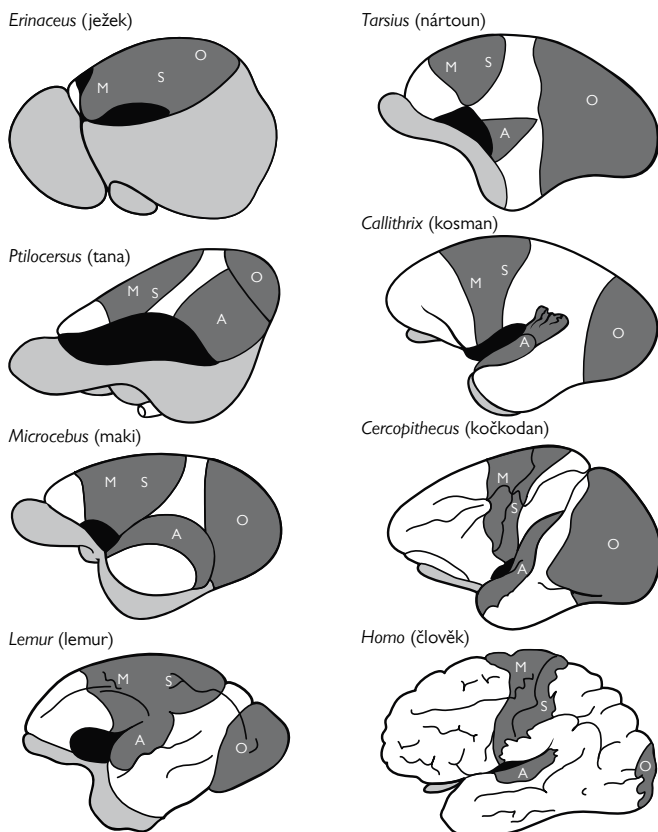 Erinaceus (ježek)
M
S
O
Ptilocersus (tana)
M
S
A
O
Microcebus (maki)
M
S
A
O
Lemur (lemur)
M
S
A
O
Tarsius (nártoun)
M
S
A
O
Callithrix (kosman)
M
S
A
O
Cercopithecus (kočkodan)
M
S
A
O
Homo (člověk)
M
S
A
O